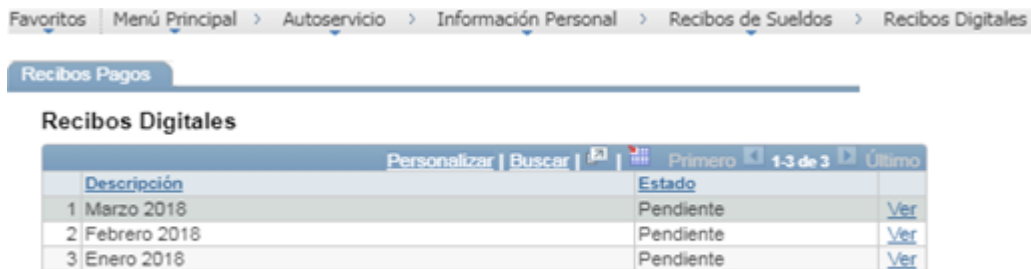 Favoritos Menú Principal > Autoservicio > Información Personal > Recibos de Sueldos > Recibos Digitales
Recibos Pagos
Recibos Digitales
Personalizar | Buscar | | Primero 1-3 de 3 Último
Descripción Estado
1 Marzo 2018 Pendiente Ver
2 Febrero 2018 Pendiente Ver
3 Enero 2018 Pendiente Ver